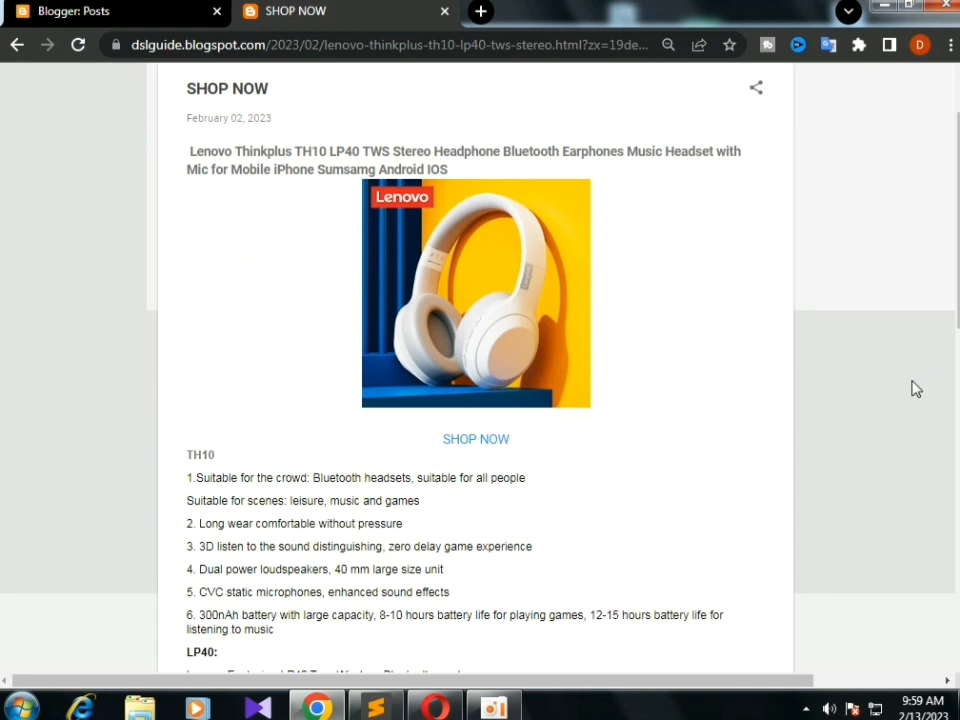 Blogger: Posts
SHOP NOW
dslguide.blogspot.com/2023/02/lenovo-thinkplus-th10-lp40-tws-stereo.html?zx=19de...
D
SHOP NOW
February 02, 2023
Lenovo Thinkplus TH10 LP40 TWS Stereo Headphone Bluetooth Earphones Music Headset with
Mic for Mobile iPhone Sumsamg Android IOS
Lenovo
SHOP NOW
TH10
1.Suitable for the crowd: Bluetooth headsets, suitable for all people
Suitable for scenes: leisure, music and games
2. Long wear comfortable without pressure
3. 3D listen to the sound distinguishing, zero delay game experience
4. Dual power loudspeakers, 40 mm large size unit
5. CVC static microphones, enhanced sound effects
6. 300nAh battery with large capacity, 8-10 hours battery life for playing games, 12-15 hours battery life for
listening to music
LP40:
9:59 AM
2/13/2023